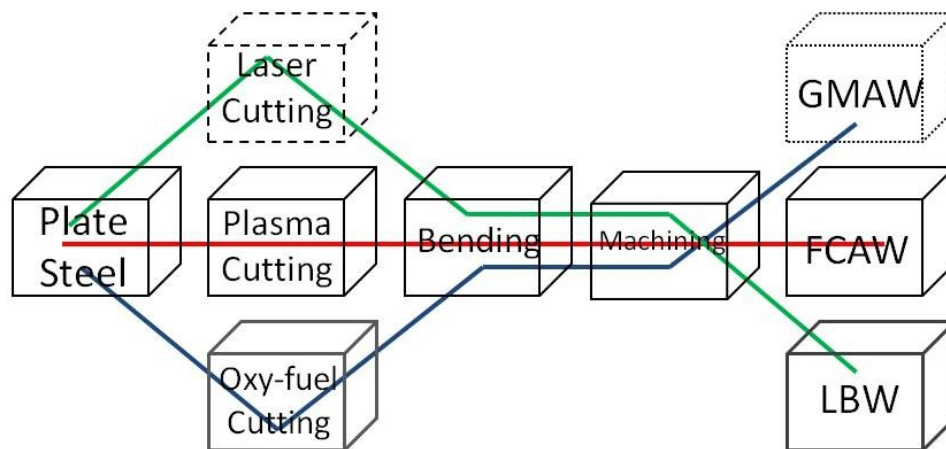 Laser
Cutting
GMAW
Plate
Steel
Plasma
Cutting
Bending
Machining
FCAW
Oxy-fuel
Cutting
LBW